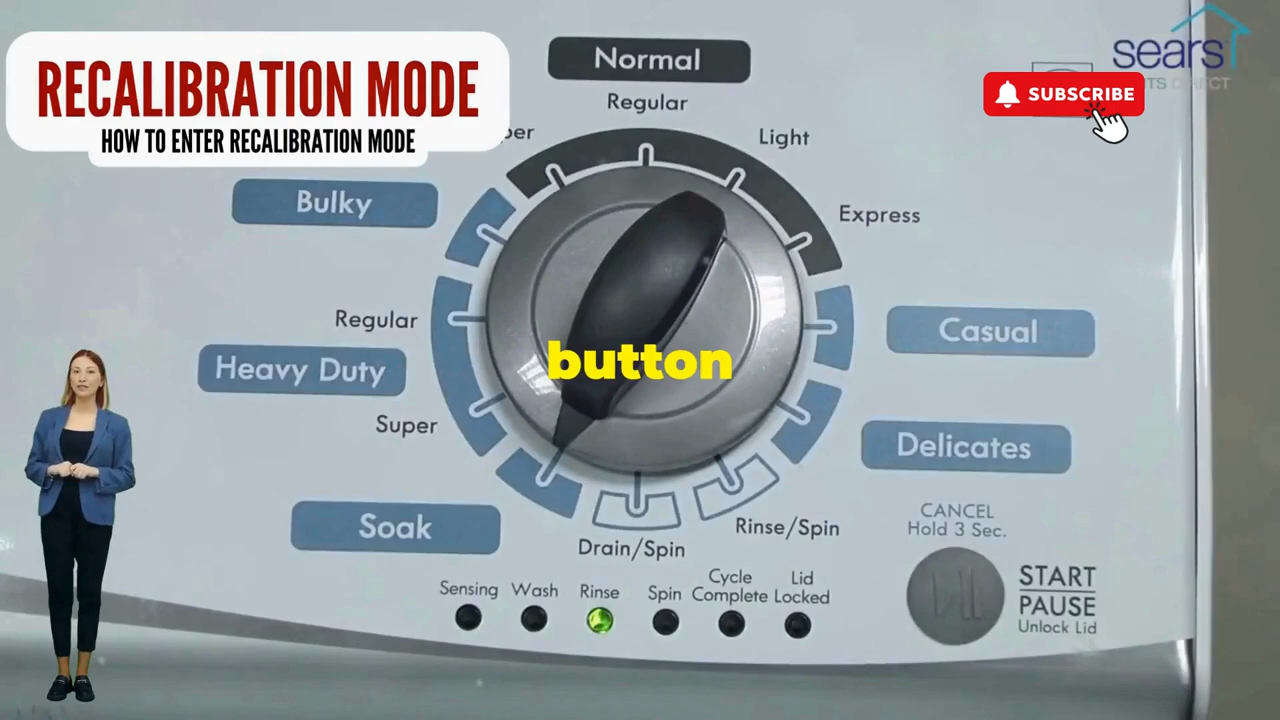 RECALIBRATION MODE
HOW TO ENTER RECALIBRATION MODE
sears
SUBSCRIBE
Normal
Regular
Light
Express
Bulky
Regular
Heavy Duty
Super
Soak
Casual
Delicates
button
Rinse/Spin
Drain/Spin
CANCEL
Hold 3 Sec.
START
PAUSE
Unlock Lid
Sensing
Wash
Rinse
Spin
Cycle
Complete
Lid
Locked